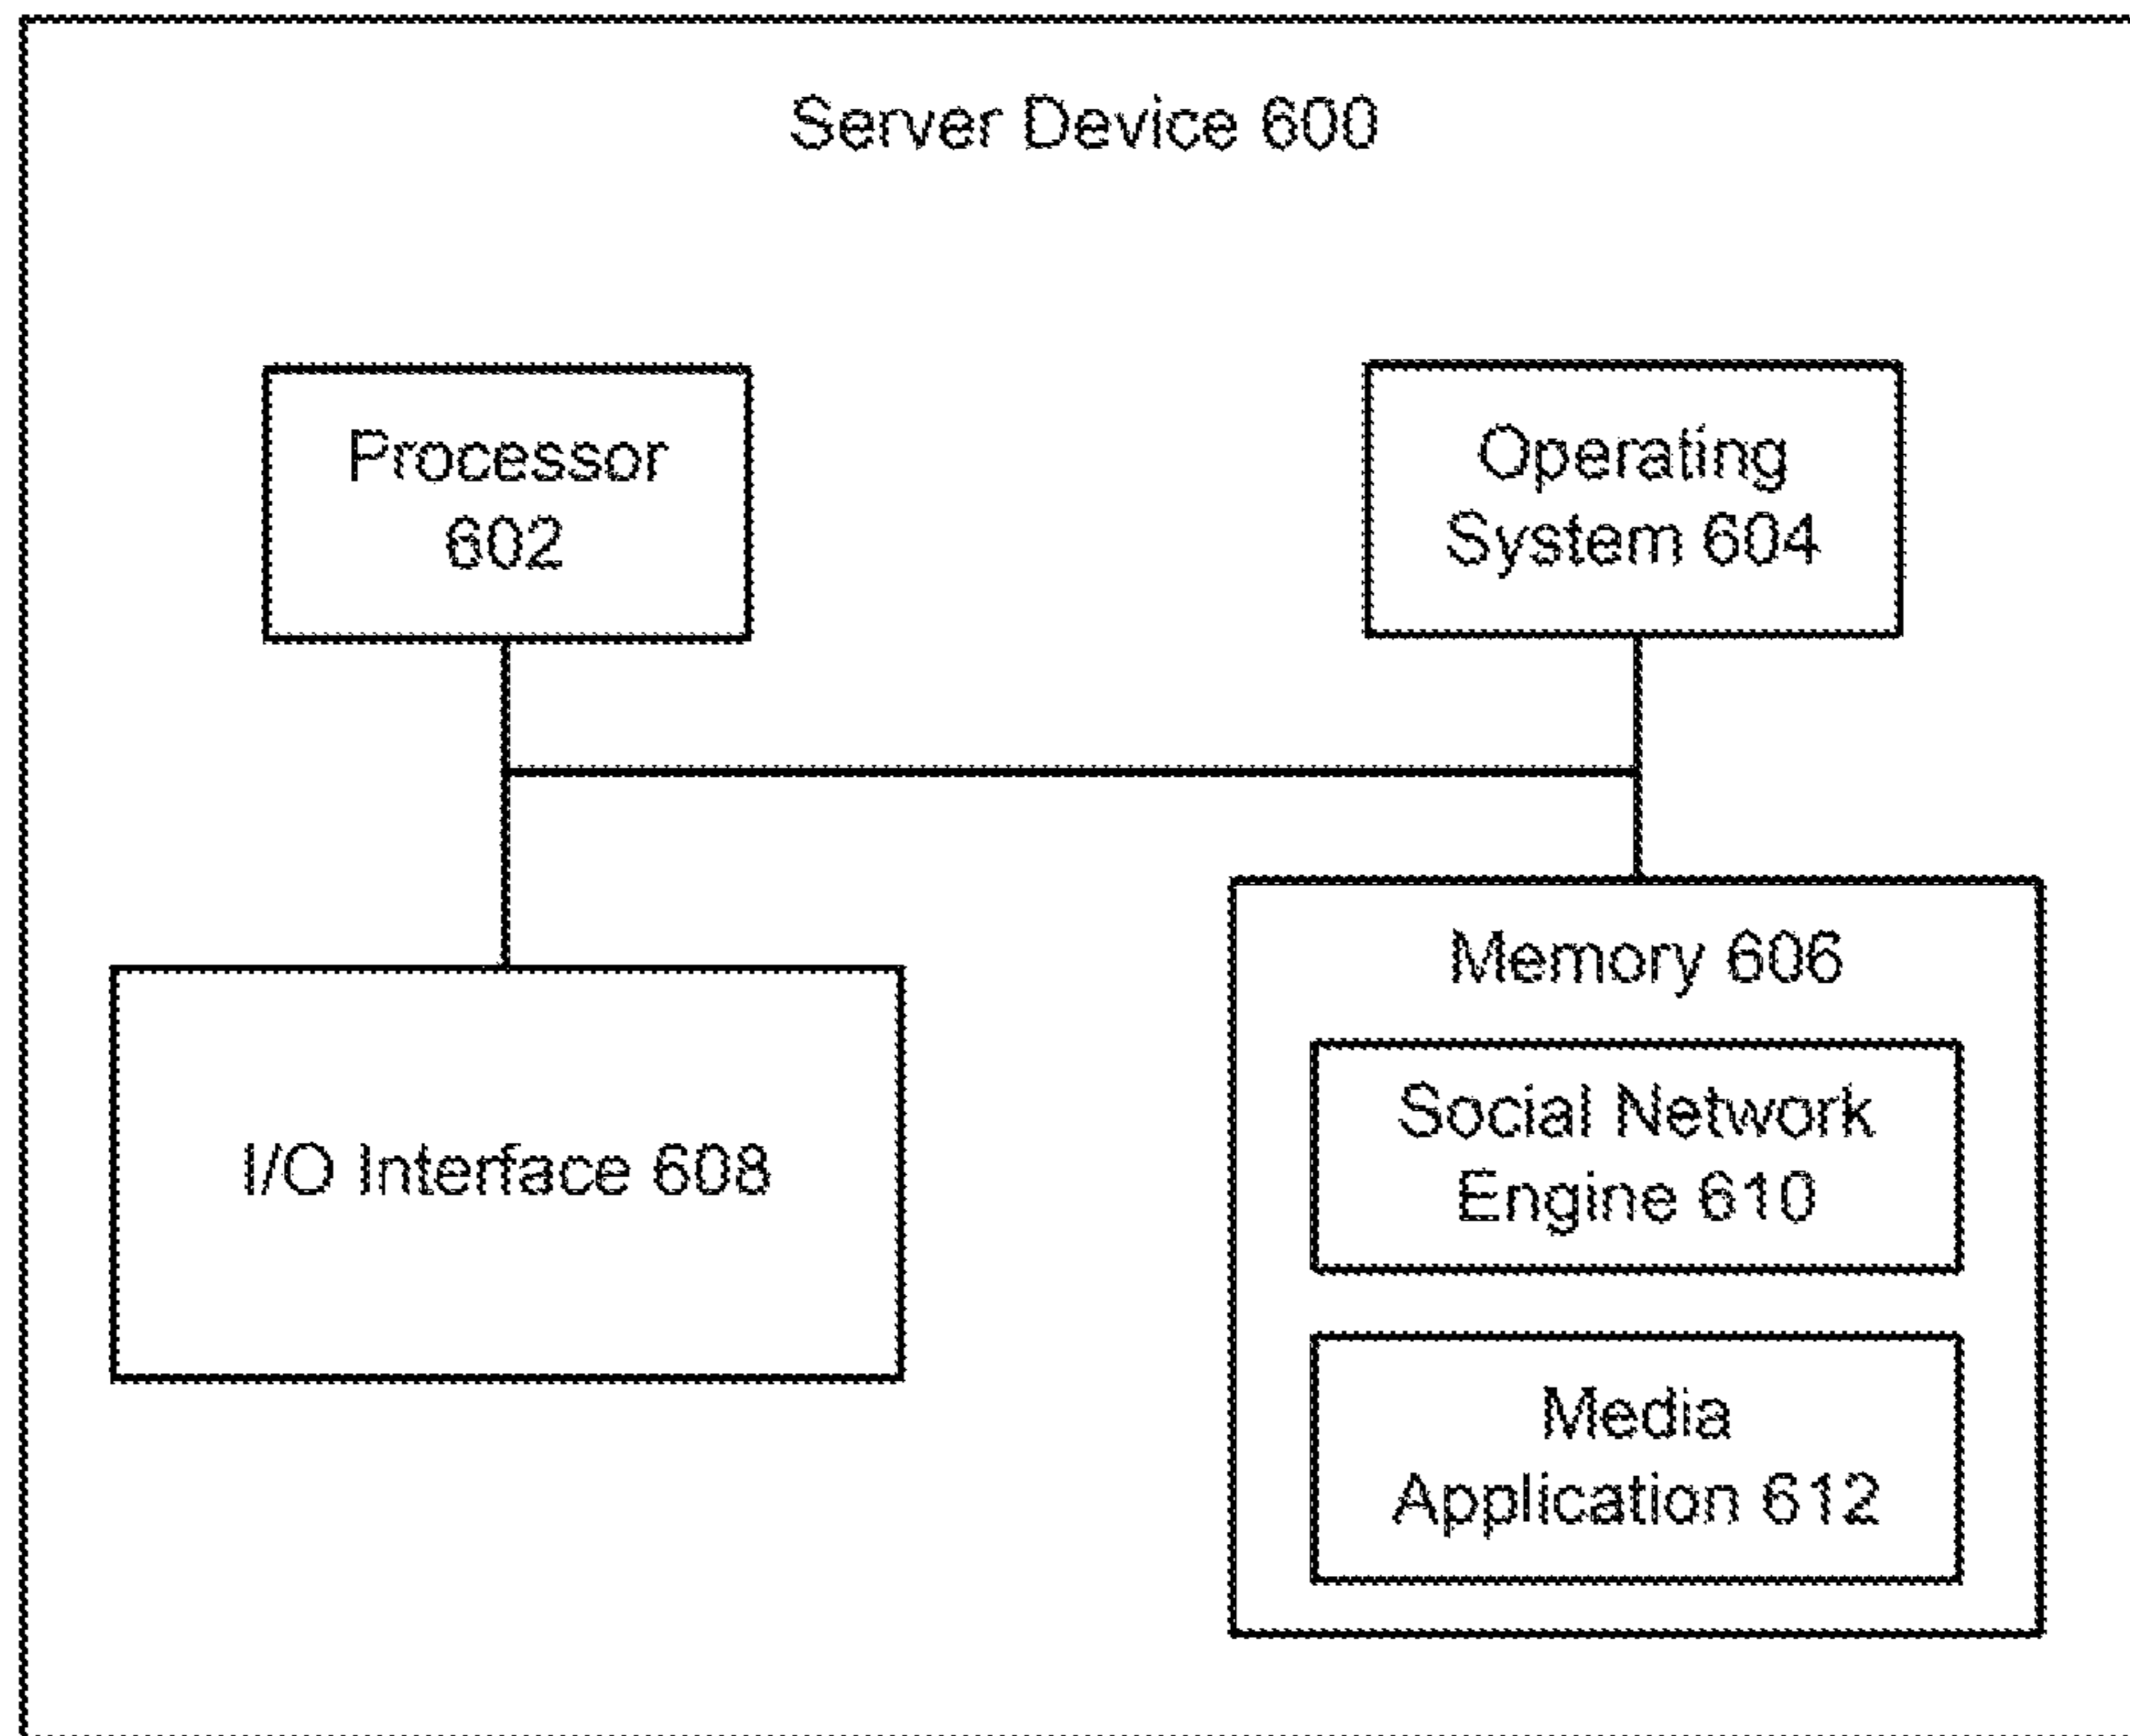 Server Device 600
Processor
602
Operating
System 604
I/O Interface 608
Memory 606
Social Network
Engine 610
Media
Application 612